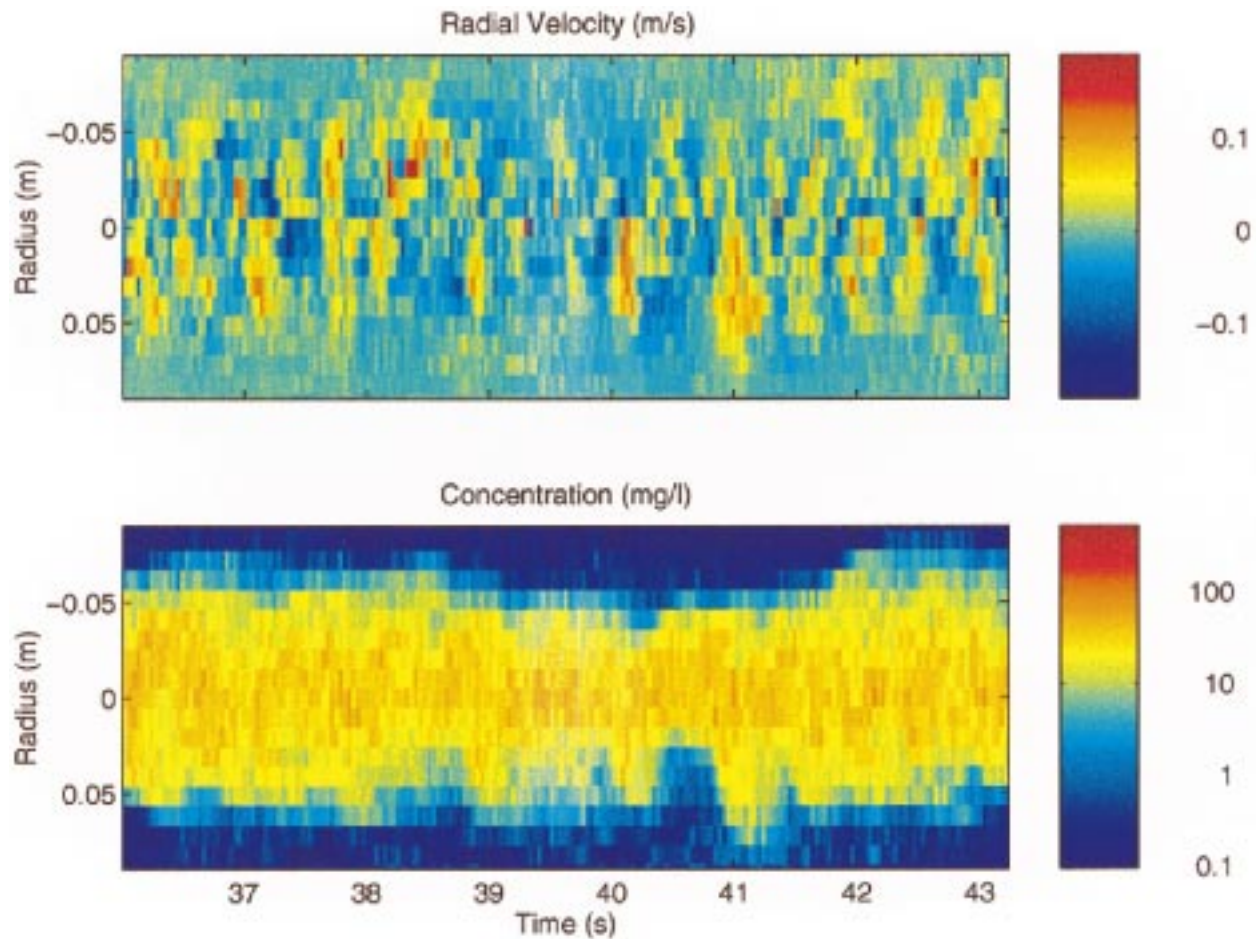 Radial Velocity (m/s)
Radius (m)
−0.05
0
0.05
0.1
0
−0.1
Concentration (mg/l)
Radius (m)
−0.05
0
0.05
100
10
1
0.1
37 38 39 40 41 42 43
Time (s)